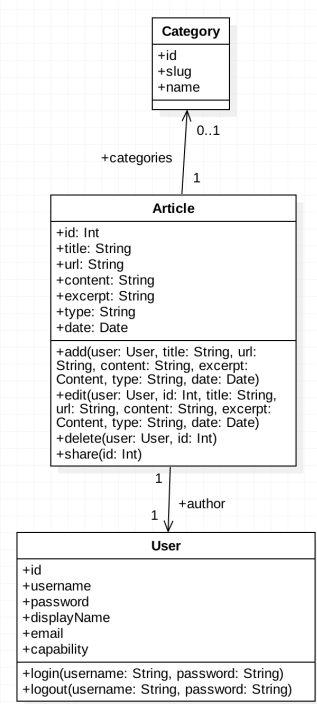 Category
+id
+slug
+name
0..1
+categories
1
Article
+id: Int
+title: String
+url: String
+content: String
+excerpt: String
+type: String
+date: Date
+add(user: User, title: String, url:
String, content: String, excerpt:
Content, type: String, date: Date)
+edit(user: User, id: Int, title: String,
url: String, content: String, excerpt:
Content, type: String, date: Date)
+delete(user: User, id: Int)
+share(id: Int)
1
+author
1
User
+id
+username
+password
+displayName
+email
+capability
+login(username: String, password: String)
+logout(username: String, password: String)